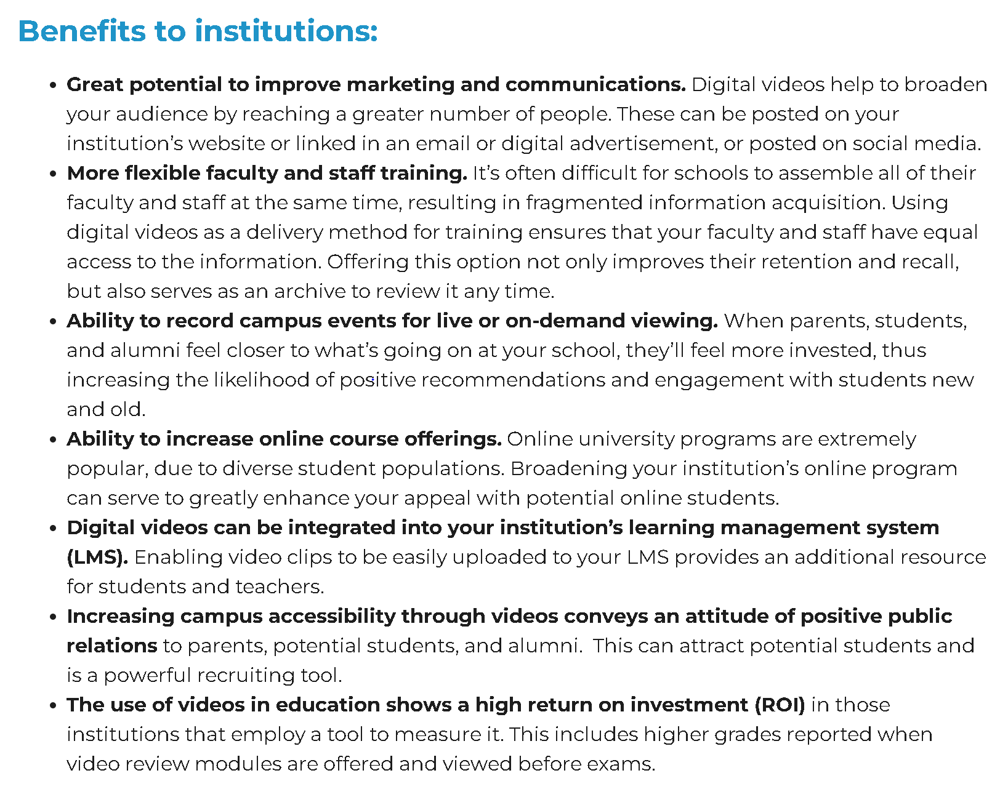 Benefits to institutions:
• Great potential to improve marketing and communications. Digital videos help to broaden
your audience by reaching a greater number of people. These can be posted on your
institution’s website or linked in an email or digital advertisement, or posted on social media.
• More flexible faculty and staff training. It’s often difficult for schools to assemble all of their
faculty and staff at the same time, resulting in fragmented information acquisition. Using
digital videos as a delivery method for training ensures that your faculty and staff have equal
access to the information. Offering this option not only improves their retention and recall,
but also serves as an archive to review it any time.
• Ability to record campus events for live or on-demand viewing. When parents, students,
and alumni feel closer to what’s going on at your school, they’ll feel more invested, thus
increasing the likelihood of positive recommendations and engagement with students new
and old.
• Ability to increase online course offerings. Online university programs are extremely
popular, due to diverse student populations. Broadening your institution’s online program
can serve to greatly enhance your appeal with potential online students.
• Digital videos can be integrated into your institution’s learning management system
(LMS). Enabling video clips to be easily uploaded to your LMS provides an additional resource
for students and teachers.
• Increasing campus accessibility through videos conveys an attitude of positive public
relations to parents, potential students, and alumni.  This can attract potential students and
is a powerful recruiting tool.
• The use of videos in education shows a high return on investment (ROI) in those
institutions that employ a tool to measure it. This includes higher grades reported when
video review modules are offered and viewed before exams.